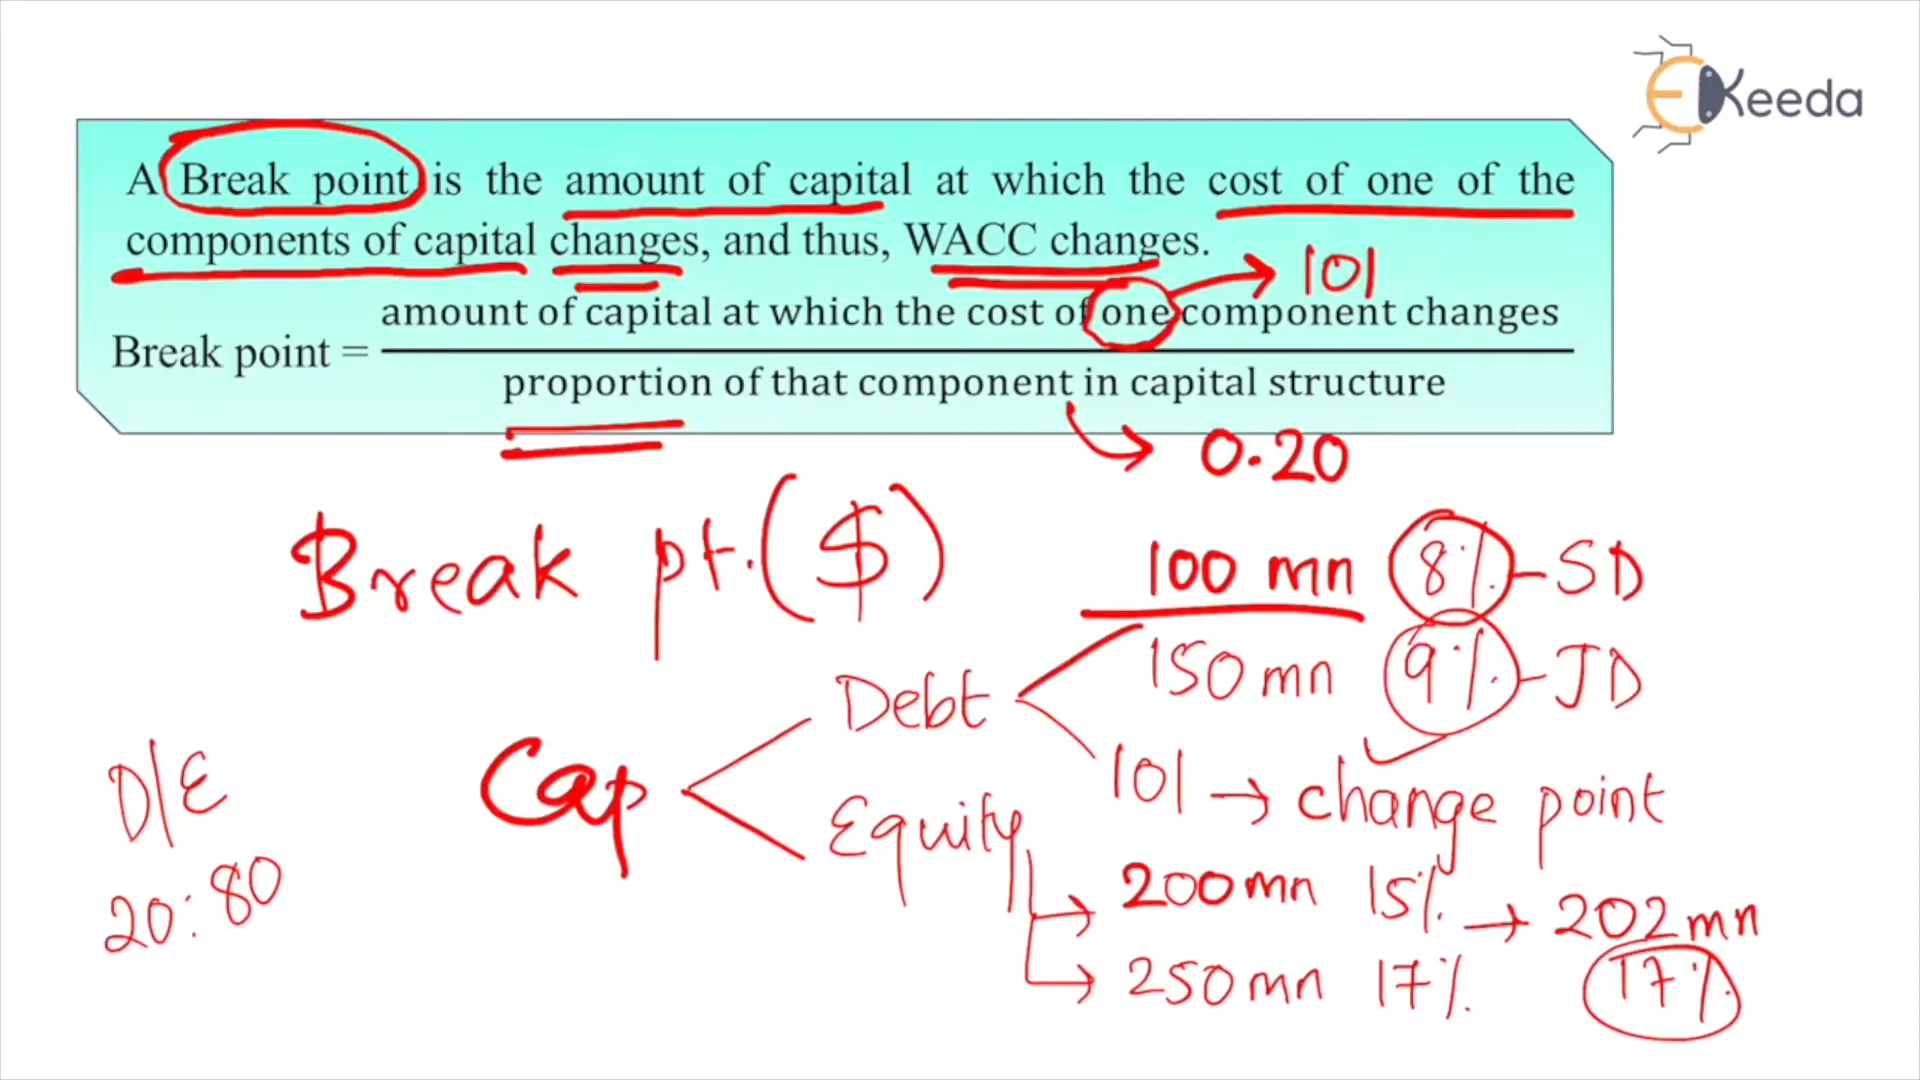 EKeeda
A Break point is the amount of capital at which the cost of one of the
components of capital changes, and thus, WACC changes.
101
amount of capital at which the cost of one component changes
Break point =
proportion of that component in capital structure
0.20
Break pt. ($)
100 mn 8% - SD
150 mn 9% - JD
Debt
D/E
Cap
101 → change point
Equity
20:80
200mn 15% → 202mn
250mn 17% 17%